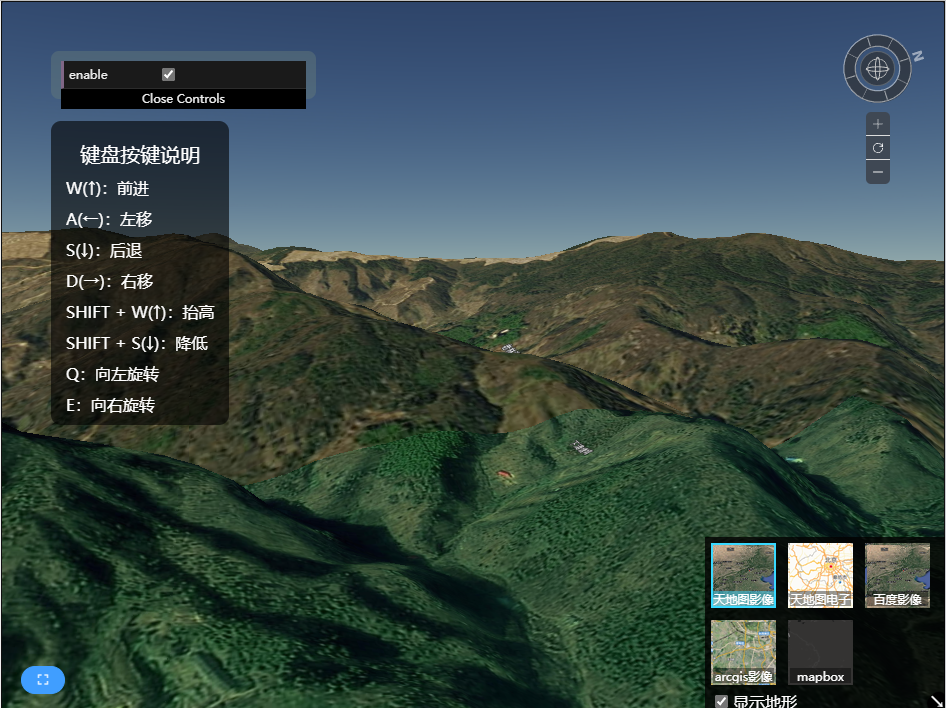 enable
Close Controls
N
键盘按键说明
W(↑)：前进
A(←)：左移
S(↓)：后退
D(→)：右移
SHIFT + W(↑)：抬高
SHIFT + S(↓)：降低
Q：向左旋转
E：向右旋转
天地图影像
天地图电子
百度影像
arcgis影像
mapbox
显示地形